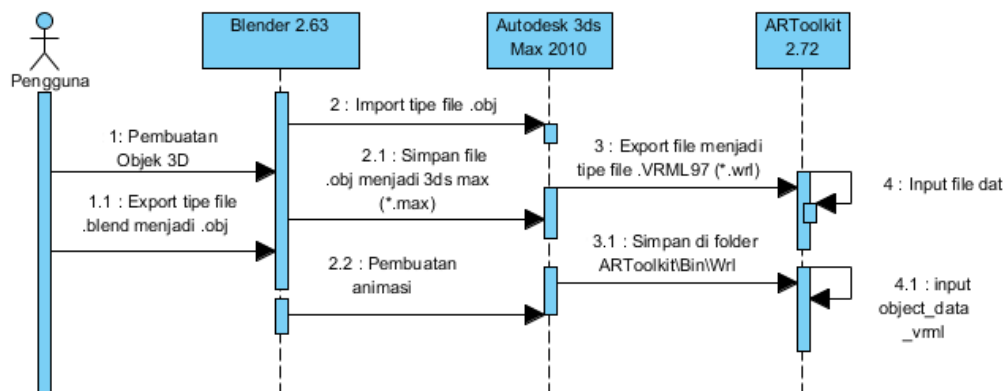 Pengguna
Blender 2.63
Autodesk 3ds
Max 2010
ARToolkit
2.72
1: Pembuatan
Objek 3D
1.1 : Export tipe file
.blend menjadi .obj
2 : Import tipe file .obj
2.1 : Simpan file
.obj menjadi 3ds max
(*.max)
2.2 : Pembuatan
animasi
3 : Export file menjadi
tipe file .VRML97 (*.wrl)
3.1 : Simpan di folder
ARToolkit\Bin\Wrl
4 : Input file dat
4.1 : input
object_data
_vrml